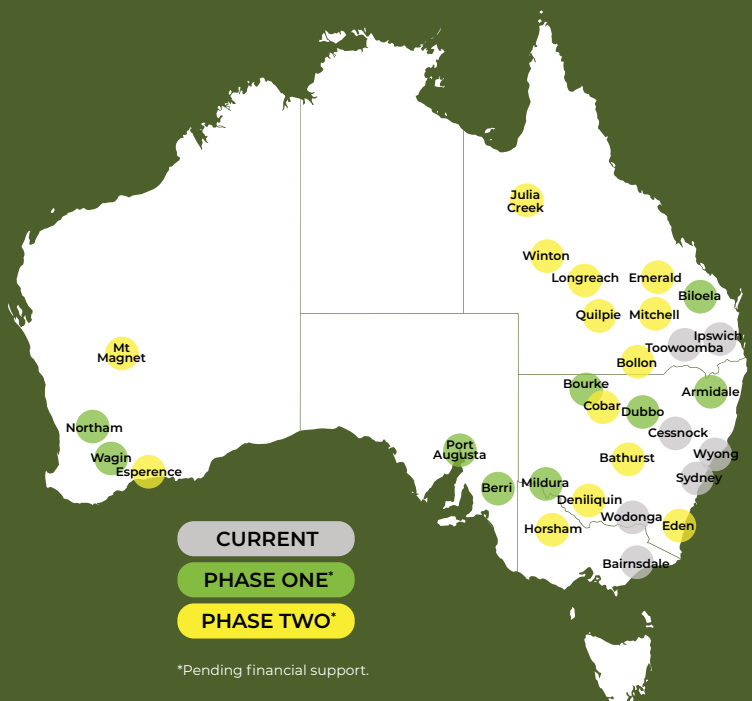 Julia
Creek
Winton
Longreach
Emerald
Biloela
Quilpie
Mitchell
Ipswich
Toowoomba
Mt
Magnet
Bollon
Bourke
Armidale
Cobar
Dubbo
Northam
Cessnock
Port
Augusta
Wyong
Wagin
Bathurst
Esperence
Sydney
Berri
Mildura
Deniliquin
Wodonga
Horsham
Eden
CURRENT
Bairnsdale
PHASE ONE*
PHASE TWO*
*Pending financial support.